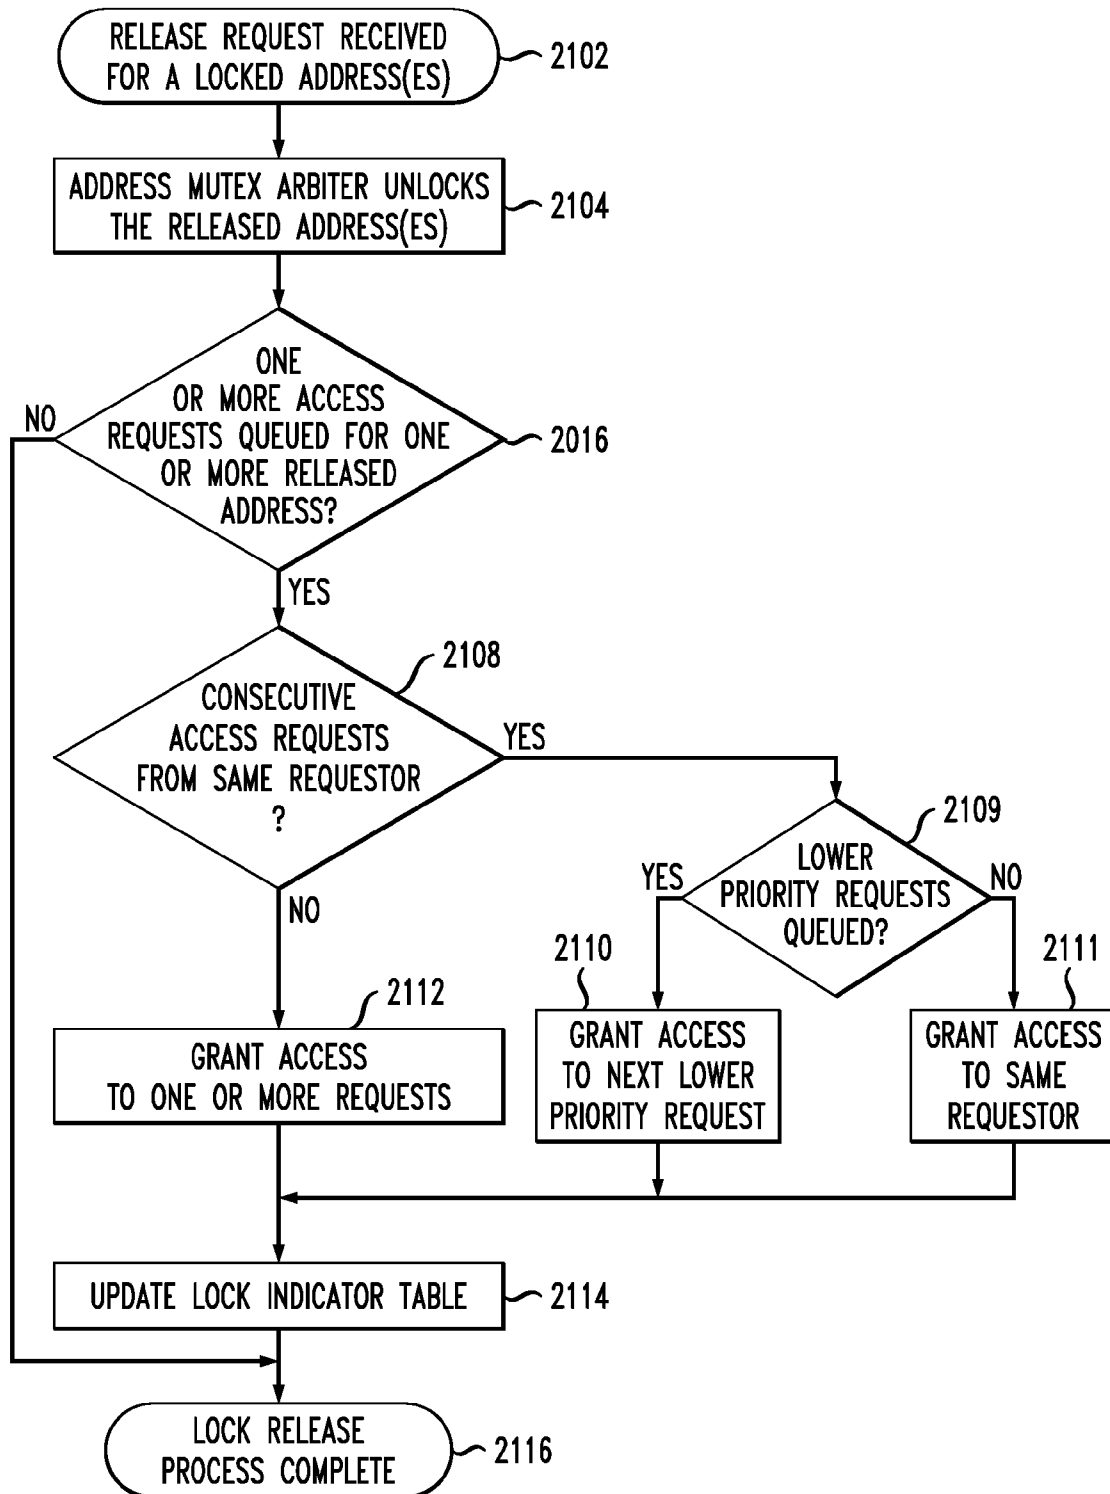 RELEASE REQUEST RECEIVED
FOR A LOCKED ADDRESS(ES)
2102
ADDRESS MUTEX ARBITER UNLOCKS
THE RELEASED ADDRESS(ES)
2104
ONE
OR MORE ACCESS
REQUESTS QUEUED FOR ONE
OR MORE RELEASED
ADDRESS?
2016
NO
YES
CONSECUTIVE
ACCESS REQUESTS
FROM SAME REQUESTOR
?
2108
YES
NO
LOWER
PRIORITY REQUESTS
QUEUED?
2109
YES
NO
2110
GRANT ACCESS
TO NEXT LOWER
PRIORITY REQUEST
2111
GRANT ACCESS
TO SAME
REQUESTOR
2112
GRANT ACCESS
TO ONE OR MORE REQUESTS
UPDATE LOCK INDICATOR TABLE
2114
LOCK RELEASE
PROCESS COMPLETE
2116